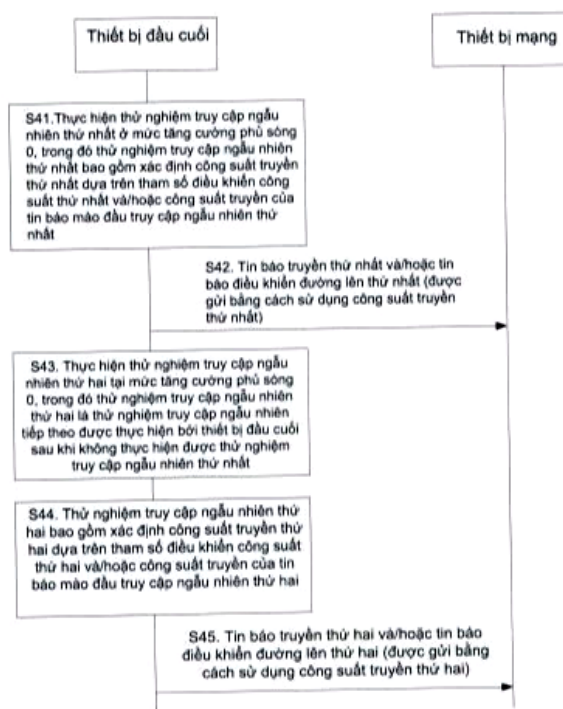 Thiết bị đầu cuối
Thiết bị mạng
S41.Thực hiện thử nghiệm truy cập ngẫu
nhiên thứ nhất ở mức tăng cường phủ sóng
0, trong đó thử nghiệm truy cập ngẫu nhiên
thứ nhất bao gồm xác định công suất truyền
thứ nhất dựa trên tham số điều khiển công
suất thứ nhất và/hoặc công suất truyền của
tin báo mào đầu truy cập ngẫu nhiên thứ
nhất
S42. Tin báo truyền thứ nhất và/hoặc tin
báo điều khiển đường lên thứ nhất (được
gửi bằng cách sử dụng công suất truyền
thứ nhất)
S43. Thực hiện thử nghiệm truy cập ngẫu
nhiên thứ hai tại mức tăng cường phủ sóng
0, trong đó thử nghiệm truy cập ngẫu nhiên
thứ hai là thử nghiệm truy cập ngẫu nhiên
tiếp theo được thực hiện bởi thiết bị đầu cuối
sau khi không thực hiện được thử nghiệm
truy cập ngẫu nhiên thứ nhất
S44. Thử nghiệm truy cập ngẫu nhiên thứ
hai bao gồm xác định công suất truyền thứ
hai dựa trên tham số điều khiển công suất
thứ hai và/hoặc công suất truyền của tin
báo mào đầu truy cập ngẫu nhiên thứ hai
S45. Tin báo truyền thứ hai và/hoặc tin báo
điều khiển đường lên thứ hai (được gửi bằng
cách sử dụng công suất truyền thứ hai)